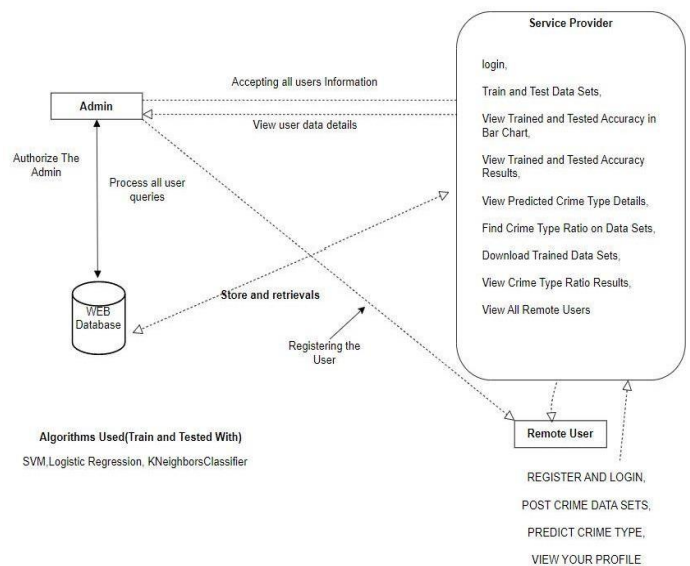 Service Provider
login,
Train and Test Data Sets,
View Trained and Tested Accuracy in
Bar Chart,
View Trained and Tested Accuracy
Results,
View Predicted Crime Type Details,
Find Crime Type Ratio on Data Sets,
Download Trained Data Sets,
View Crime Type Ratio Results,
View All Remote Users
Accepting all users Information
Admin
View user data details
Authorize The
Admin
Process all user
queries
WEB
Database
Store and retrievals
Registering the
User
Remote User
Algorithms Used(Train and Tested With)
SVM,Logistic Regression, KNeighborsClassifier
REGISTER AND LOGIN,
POST CRIME DATA SETS,
PREDICT CRIME TYPE,
VIEW YOUR PROFILE